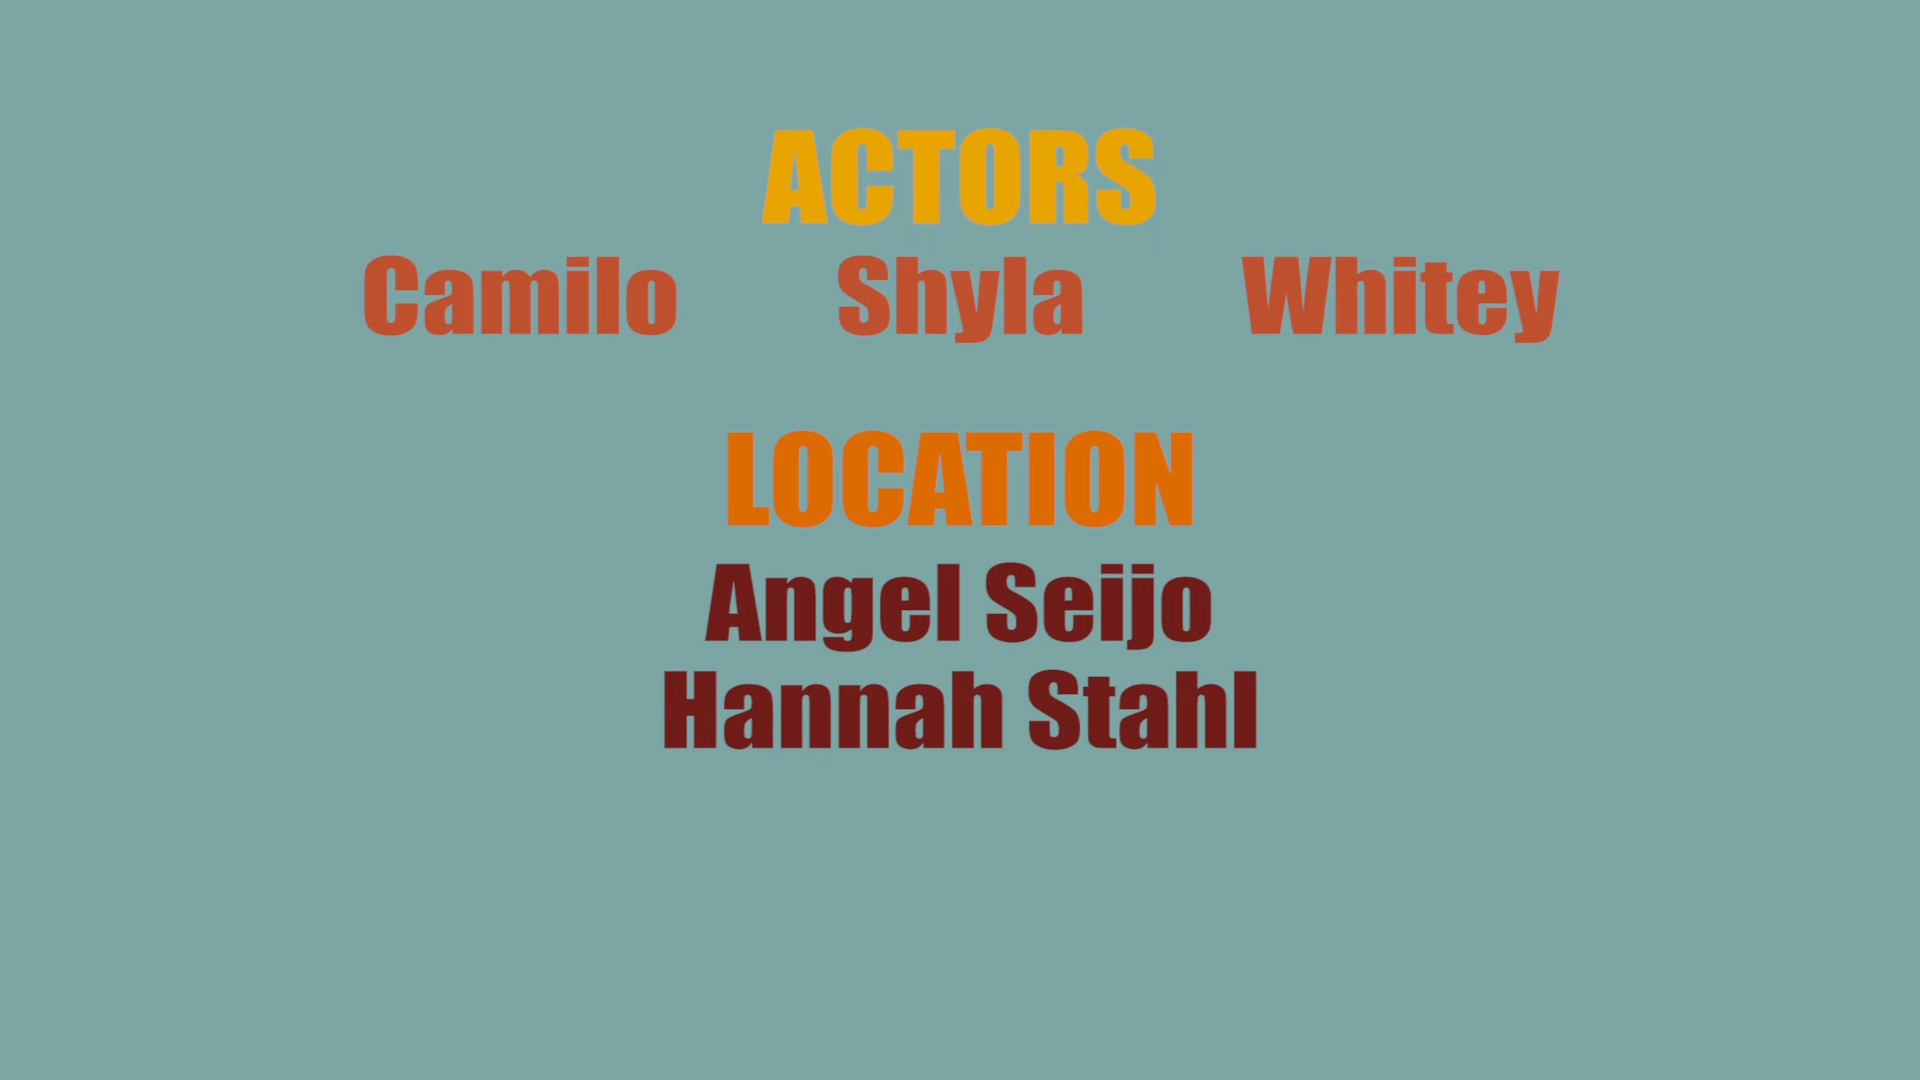 ACTORS
Camilo Shyla Whitey
LOCATION
Angel Seijo
Hannah Stahl